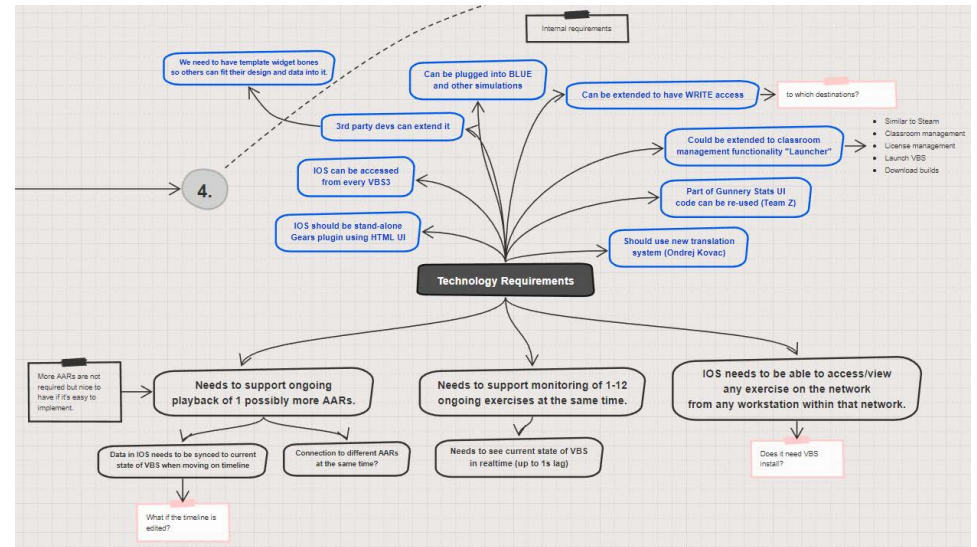 Internal requirements
We need to have template widget bones
so others can fit their design and data into it.
Can be plugged into BLUE
and other simulations
Can be extended to have WRITE access
to which destinations?
3rd party devs can extend it
Could be extended to classroom
management functionality "Launcher"
• Similar to Steam
• Classroom management
• License management
• Launch VBS
• Download builds
4.
IOS can be accessed
from every VBS3
Part of Gunnery Stats UI
code can be re-used (Team Z)
IOS should be stand-alone
Gears plugin using HTML UI
Should use new translation
system (Ondrej Kovac)
Technology Requirements
More AARs are not
required but nice to
have if it's easy to
implement.
Needs to support ongoing
playback of 1 possibly more AARs.
Needs to support monitoring of 1-12
ongoing exercises at the same time.
IOS needs to be able to access/view
any exercise on the network
from any workstation within that network.
Data in IOS needs to be synced to current
state of VBS when moving on timeline
Connection to different AARs
at the same time?
Needs to see current state of VBS
in realtime (up to 1s lag)
Does it need VBS
install?
What if the timeline is
edited?